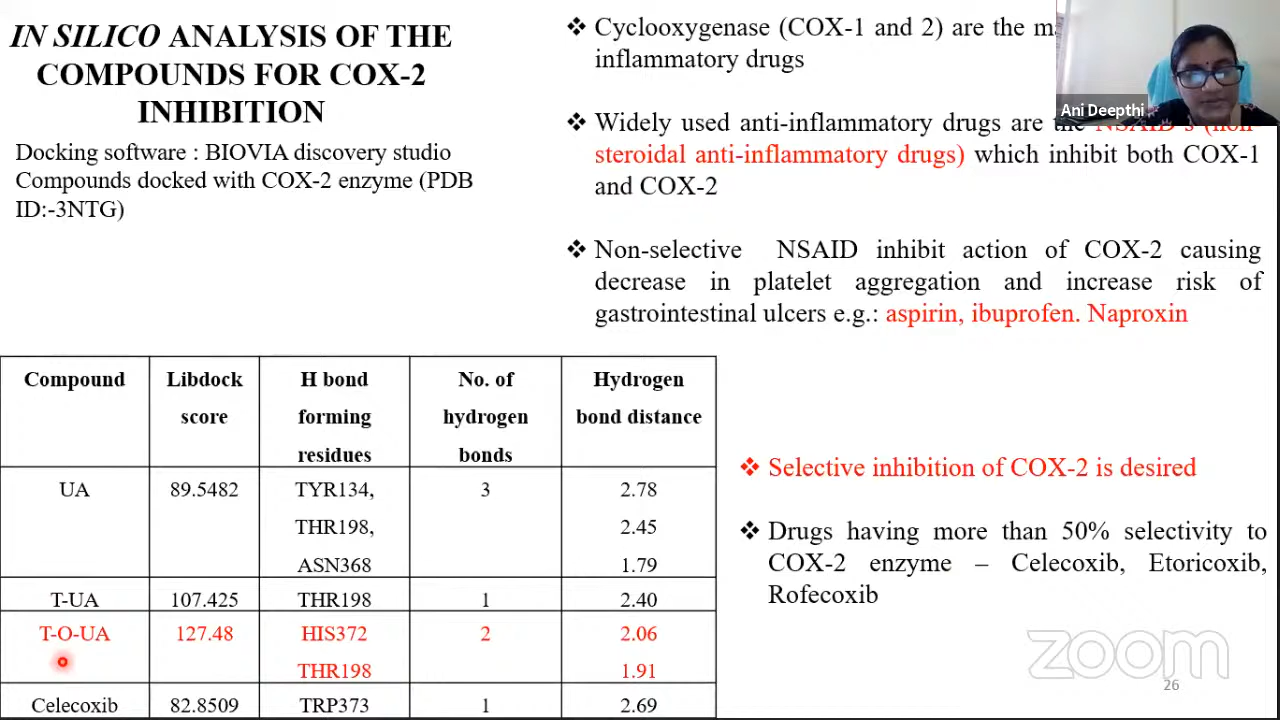 IN SILICO ANALYSIS OF THE
COMPOUNDS FOR COX-2
INHIBITION
Docking software : BIOVIA discovery studio
Compounds docked with COX-2 enzyme (PDB
ID:-3NTG)
❖ Cyclooxygenase (COX-1 and 2) are the
inflammatory drugs
❖ Widely used anti-inflammatory drugs are the NSAID's (non-
steroidal anti-inflammatory drugs) which inhibit both COX-1
and COX-2
❖ Non-selective NSAID inhibit action of COX-2 causing
decrease in platelet aggregation and increase risk of
gastrointestinal ulcers e.g.: aspirin, ibuprofen. Naproxin
Ani Deepthi
Compound Libdock score H bond forming residues No. of hydrogen bonds Hydrogen bond distance
UA 89.5482 TYR134, 3 2.78
THR198, 2.45
ASN368 1.79
T-UA 107.425 THR198 1 2.40
T-O-UA 127.48 HIS372 2 2.06
THR198 1.91
Celecoxib 82.8509 TRP373 1 2.69
❖ Selective inhibition of COX-2 is desired
❖ Drugs having more than 50% selectivity to
COX-2 enzyme – Celecoxib, Etoricoxib,
Rofecoxib
zoom
26